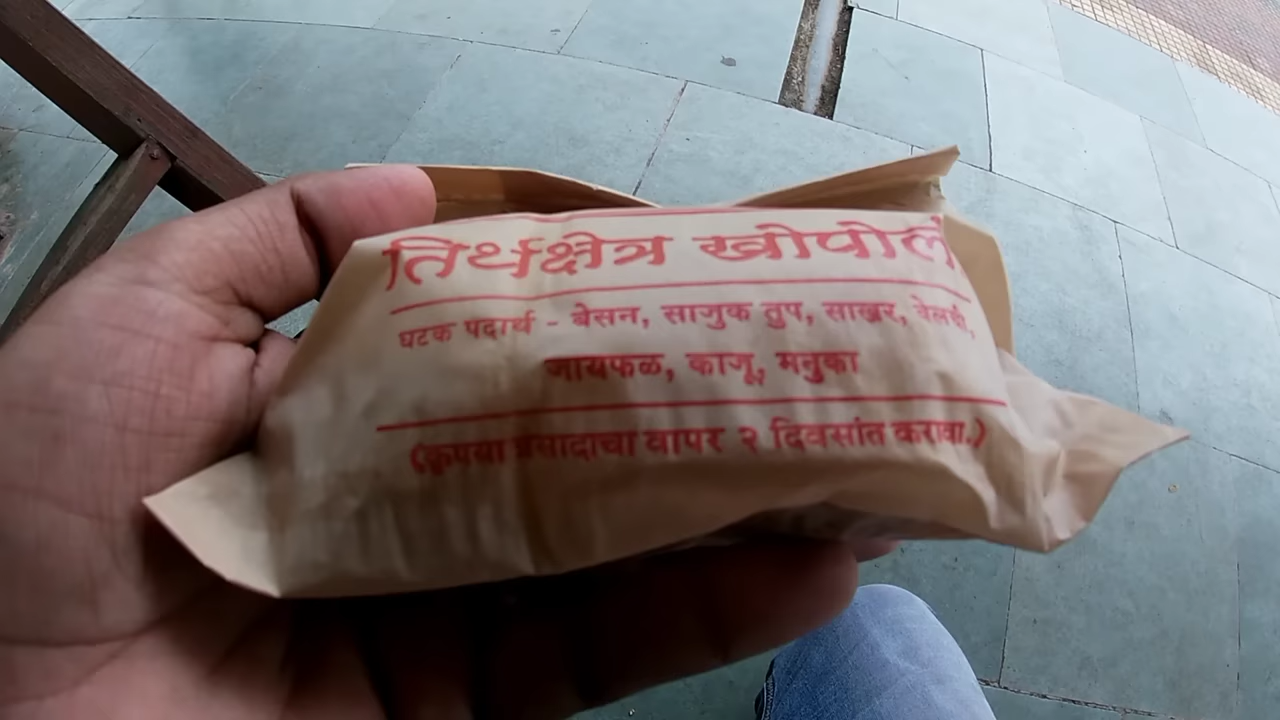 तिर्थक्षेत्र खोपोली
घटक पदार्थ - बेसन, साजुक तुप, साखर, वेलची,
जायफळ, काजू, मनुका
(कृपया प्रसादाचा वापर २ दिवसांत करावा.)